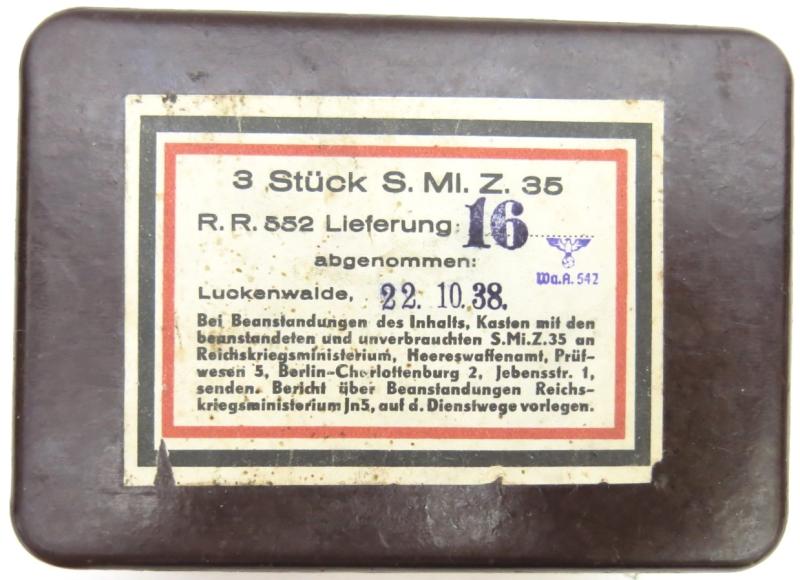 3 Stück S. Mi. Z. 35
R. R. 552 Lieferung: 16
abgenommen:
Wa.A. 542
Luckenwalde, 22. 10. 38.
Bei Beanstandungen des Inhalts, Kasten mit den
beanstandeten und unverbrauchten S.Mi.Z.35 an
Reichskriegsministerium, Heereswaffenamt, Prüf-
wesen 5, Berlin-Charlottenburg 2, Jebensstr. 1,
senden. Bericht über Beanstandungen Reichs-
kriegsministerium Jn5, auf d. Dienstwege vorlegen.